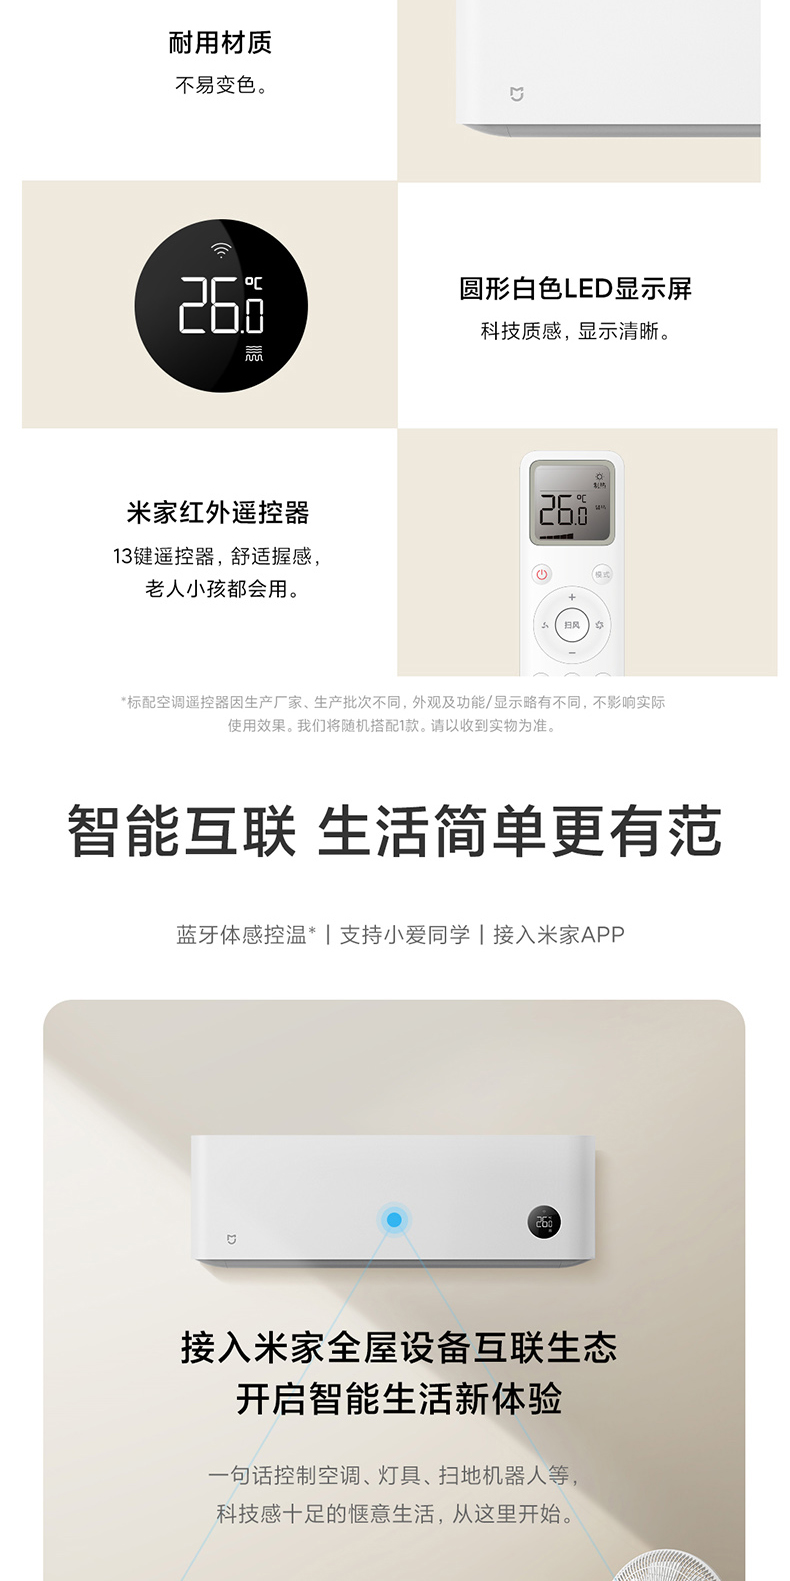 耐用材质
不易变色。
26.0
℃
圆形白色LED显示屏
科技质感，显示清晰。
米家红外遥控器
13键遥控器，舒适握感，
老人小孩都会用。
制热
26.0
℃
模式
扫风
*标配空调遥控器因生产厂家、生产批次不同，外观及功能/显示略有不同，不影响实际
使用效果。我们将随机搭配1款。请以收到实物为准。
智能互联 生活简单更有范
蓝牙体感控温*丨支持小爱同学丨接入米家APP
26.0
接入米家全屋设备互联生态
开启智能生活新体验
一句话控制空调、灯具、扫地机器人等，
科技感十足的惬意生活，从这里开始。